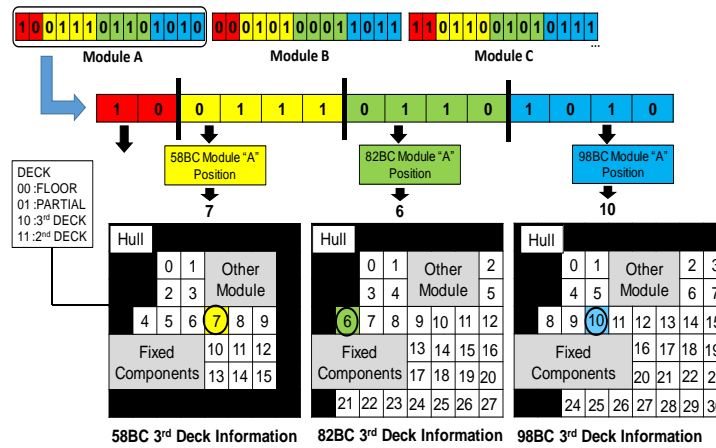 1 0 0 1 1 1 0 1 1 0 1 0 1 0 0 0 0 1 0 1 0 0 0 1 1 0 1 1 1 1 0 1 1 0 0 1 0 1 0 1 1 1
Module A Module B Module C ...
1 0 0 1 1 1 0 1 1 0 1 0 1 0
58BC Module "A" Position
82BC Module "A" Position
98BC Module "A" Position
7 6 10
DECK
00 :FLOOR
01 :PARTIAL
10 :3rd DECK
11 :2nd DECK
Hull
0 1 Other
2 3 Module
4 5 6 7 8 9
Fixed 10 11 12
Components 13 14 15
58BC 3rd Deck Information
Hull
0 1 Other 2
3 4 Module 5
6 7 8 9 10 11 12
Fixed 13 14 15 16
Components 17 18 19 20
21 22 23 24 25 26 27
82BC 3rd Deck Information
Hull
0 1 Other 2 3
4 5 Module 6 7
8 9 10 11 12 13 14 15
Fixed 16 17 18 19
Components 20 21 22
24 25 26 27 28 29 30
98BC 3rd Deck Information